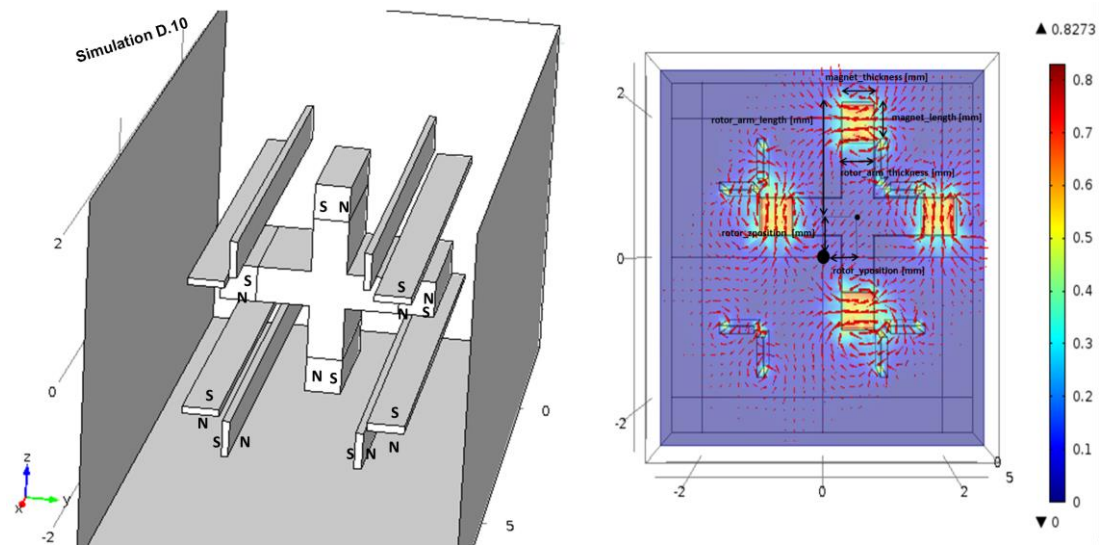 Simulation D.10
2
0
-2
0
5
S N
S
N
S
N
N
S
N S
S
N
S N
S
N
S N
z
y
x
▲ 0.8273
0.8
0.7
0.6
0.5
0.4
0.3
0.2
0.1
0
▼ 0
magnet_thickness [mm]
rotor_arm_length [mm]
magnet_length [mm]
rotor_arm_thickness [mm]
rotor_zposition [mm]
rotor_yposition [mm]
2
0
-2
-2
0
2
0
5